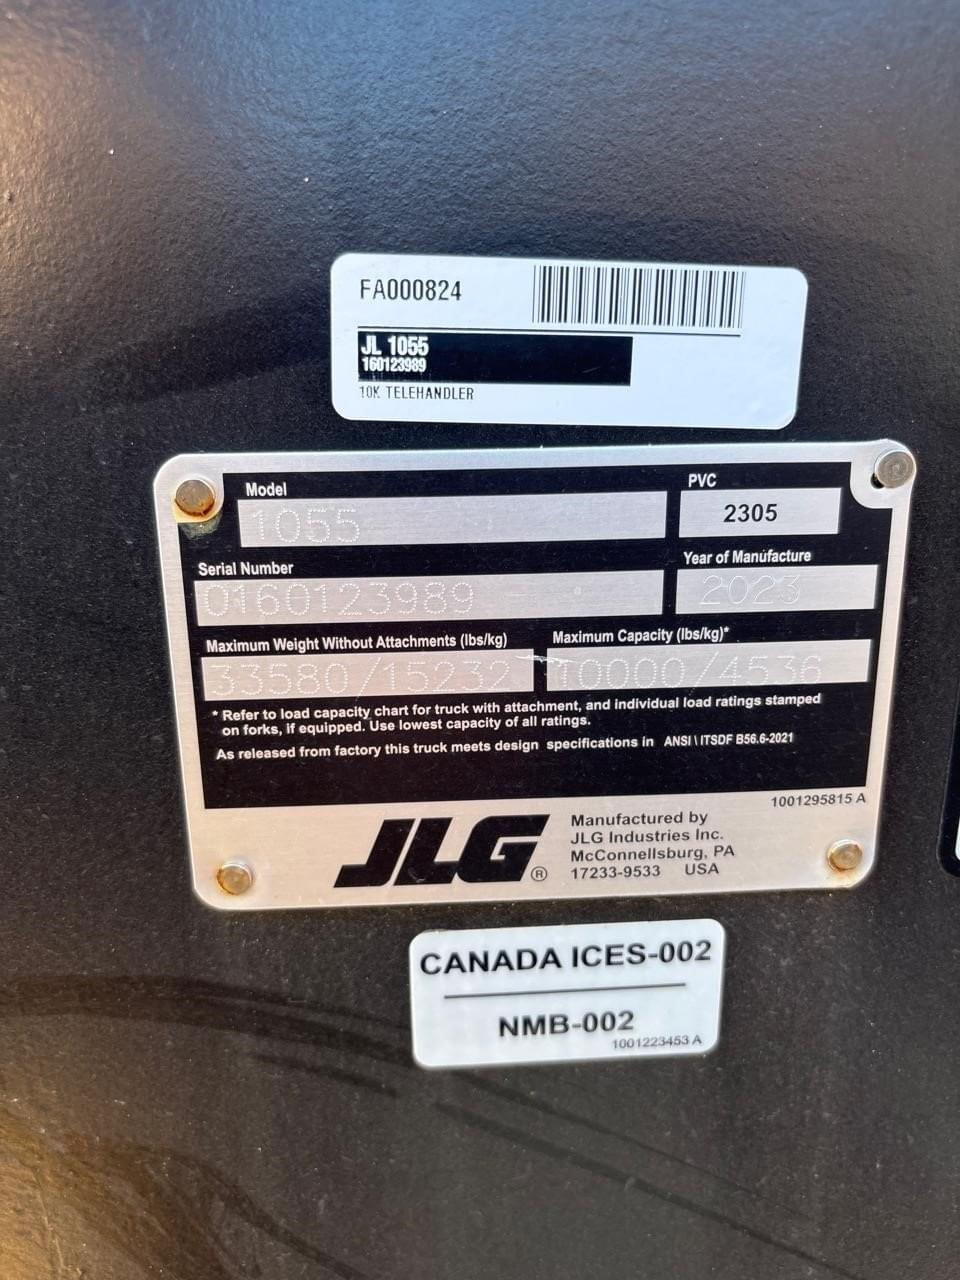 FA000824
JL 1055
160123989
10K TELEHANDLER
Model
1055
PVC
2305
Serial Number
0160123989
Year of Manufacture
2023
Maximum Weight Without Attachments (lbs/kg)
33580/15232
Maximum Capacity (lbs/kg)*
10000/4536
* Refer to load capacity chart for truck with attachment, and individual load ratings stamped
on forks, if equipped. Use lowest capacity of all ratings.
As released from factory this truck meets design specifications in ANSI \ ITSDF B56.6-2021
1001295815 A
JLG®
Manufactured by
JLG Industries Inc.
McConnellsburg, PA
17233-9533 USA
CANADA ICES-002
NMB-002
1001223453 A